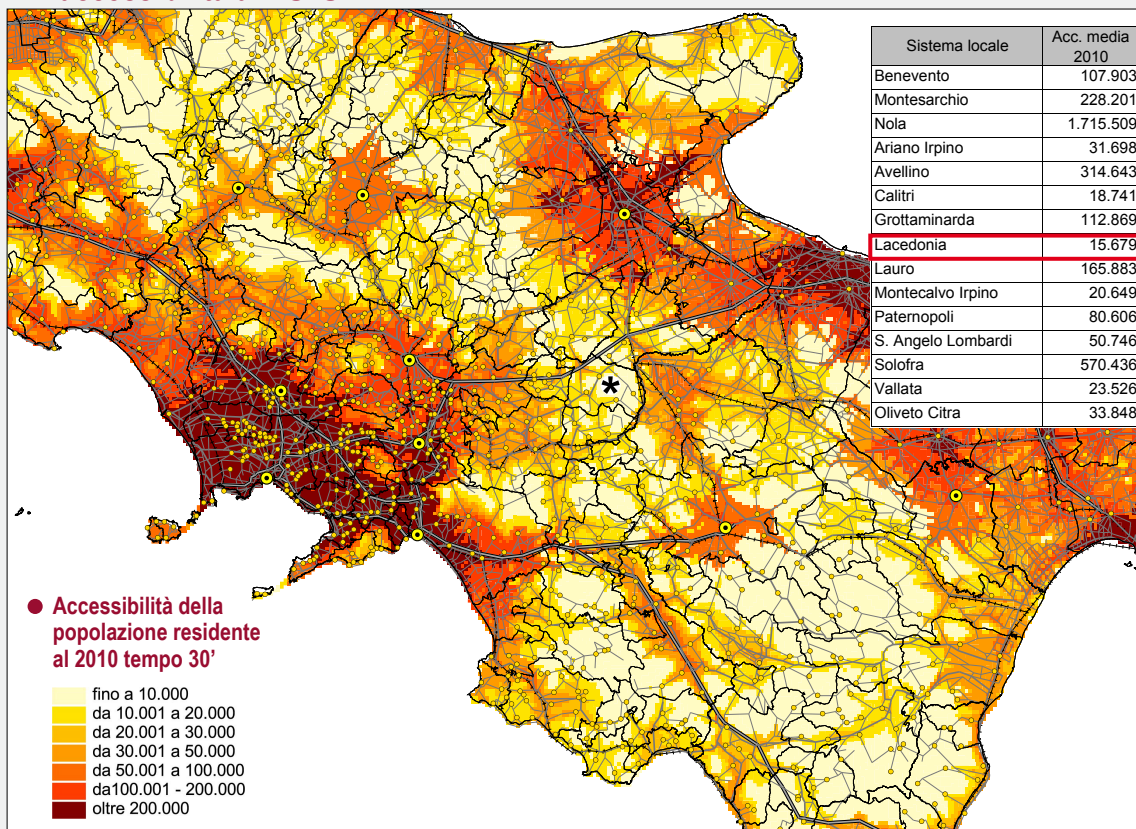 Sistema locale Acc. media 2010
Benevento 107.903
Montesarchio 228.201
Nola 1.715.509
Ariano Irpino 31.698
Avellino 314.643
Calitri 18.741
Grottaminarda 112.869
Lacedonia 15.679
Lauro 165.883
Montecalvo Irpino 20.649
Paternopoli 80.606
S. Angelo Lombardi 50.746
Solofra 570.436
Vallata 23.526
Oliveto Citra 33.848
*
Accessibilità della
popolazione residente
al 2010 tempo 30'
fino a 10.000
da 10.001 a 20.000
da 20.001 a 30.000
da 30.001 a 50.000
da 50.001 a 100.000
da100.001 - 200.000
oltre 200.000